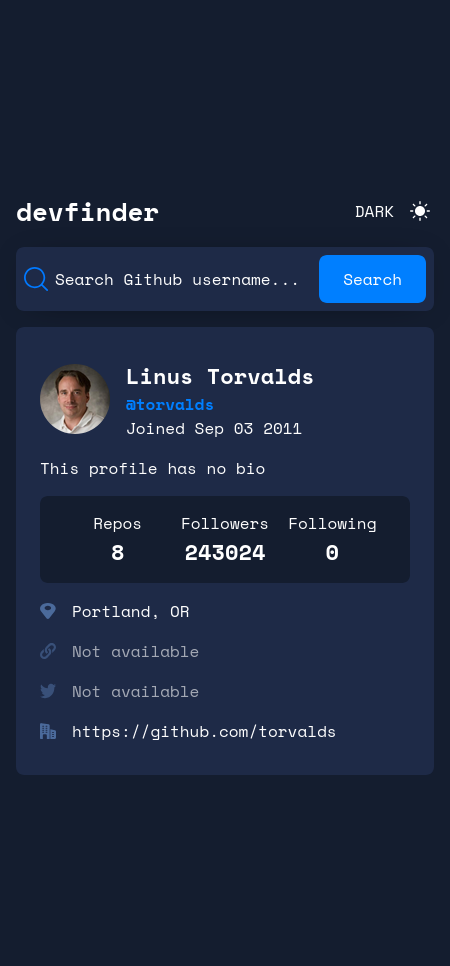 devfinder
DARK
Search Github username...
Search
Linus Torvalds
@torvalds
Joined Sep 03 2011
This profile has no bio
Repos Followers Following
8 243024 0
Portland, OR
Not available
Not available
https://github.com/torvalds